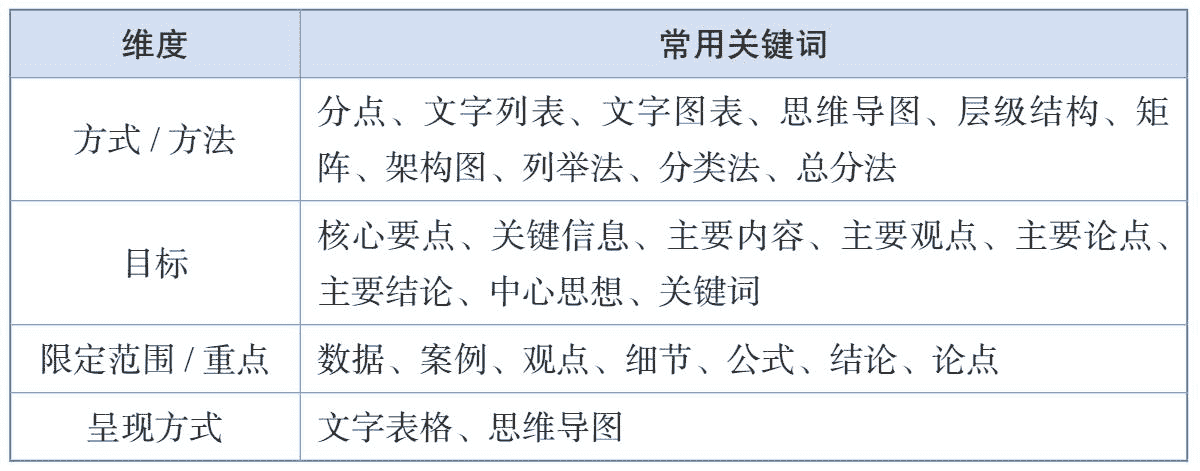 维度
常用关键词
方式 / 方法
分点、文字列表、文字图表、思维导图、层级结构、矩
阵、架构图、列举法、分类法、总分法
目标
核心要点、关键信息、主要内容、主要观点、主要论点、
主要结论、中心思想、关键词
限定范围 / 重点
数据、案例、观点、细节、公式、结论、论点
呈现方式
文字表格、思维导图